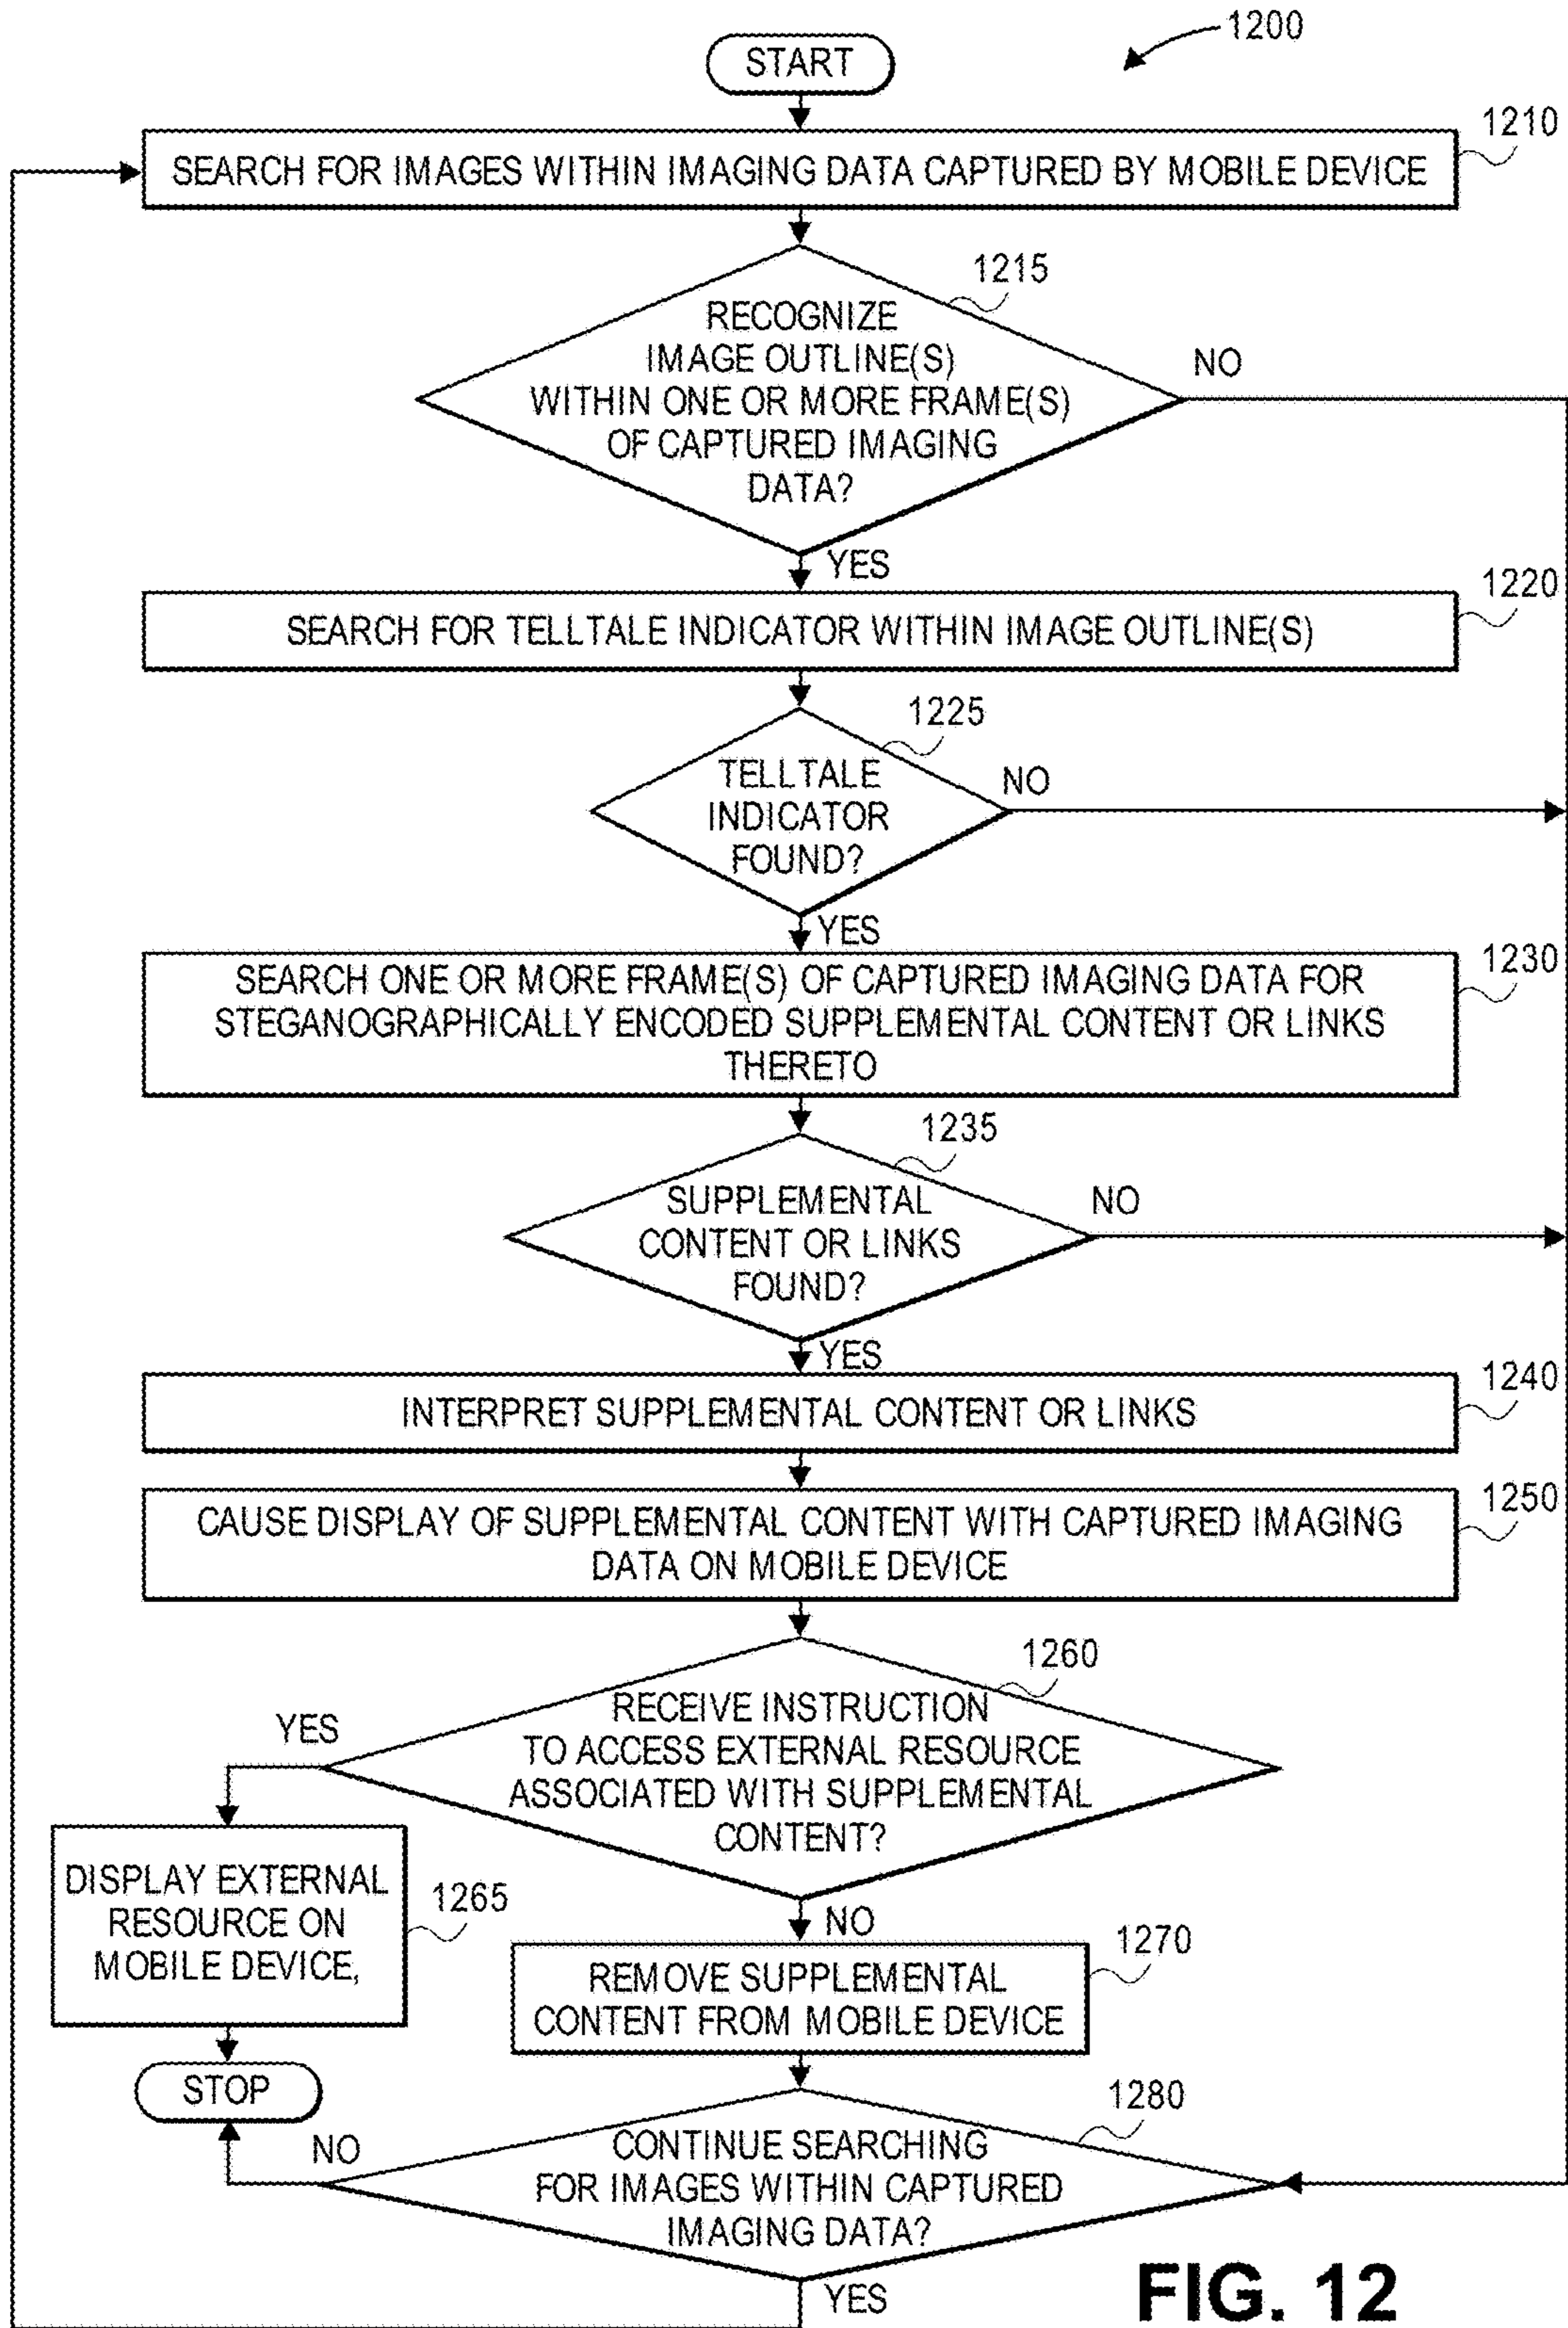 START
1200
1210
SEARCH FOR IMAGES WITHIN IMAGING DATA CAPTURED BY MOBILE DEVICE
1215
RECOGNIZE
IMAGE OUTLINE(S)
WITHIN ONE OR MORE FRAME(S)
OF CAPTURED IMAGING
DATA?
NO
YES
1220
SEARCH FOR TELLTALE INDICATOR WITHIN IMAGE OUTLINE(S)
1225
TELLTALE
INDICATOR
FOUND?
NO
YES
1230
SEARCH ONE OR MORE FRAME(S) OF CAPTURED IMAGING DATA FOR
STEGANOGRAPHICALLY ENCODED SUPPLEMENTAL CONTENT OR LINKS
THERETO
1235
SUPPLEMENTAL
CONTENT OR LINKS
FOUND?
NO
YES
1240
INTERPRET SUPPLEMENTAL CONTENT OR LINKS
1250
CAUSE DISPLAY OF SUPPLEMENTAL CONTENT WITH CAPTURED IMAGING
DATA ON MOBILE DEVICE
1260
RECEIVE INSTRUCTION
TO ACCESS EXTERNAL RESOURCE
ASSOCIATED WITH SUPPLEMENTAL
CONTENT?
YES
DISPLAY EXTERNAL
RESOURCE ON
MOBILE DEVICE,
1265
NO
1270
REMOVE SUPPLEMENTAL
CONTENT FROM MOBILE DEVICE
STOP
1280
NO
CONTINUE SEARCHING
FOR IMAGES WITHIN CAPTURED
IMAGING DATA?
YES
FIG. 12